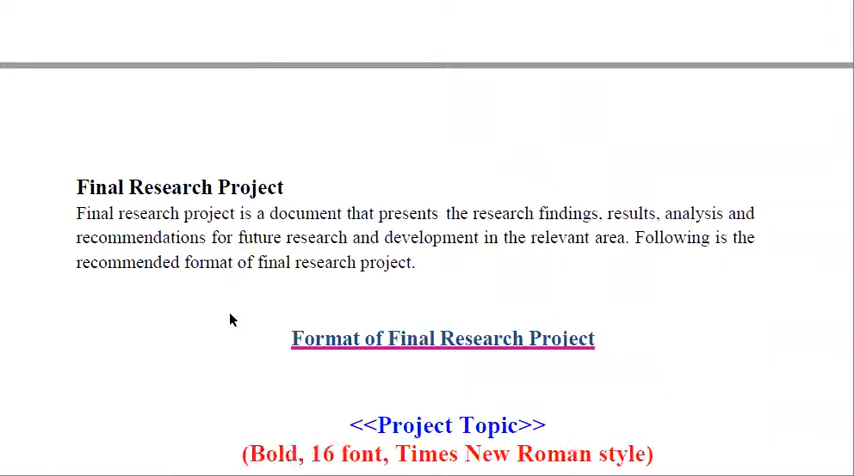 Final Research Project
Final research project is a document that presents the research findings, results, analysis and
recommendations for future research and development in the relevant area. Following is the
recommended format of final research project.
Format of Final Research Project
<<Project Topic>>
(Bold, 16 font, Times New Roman style)